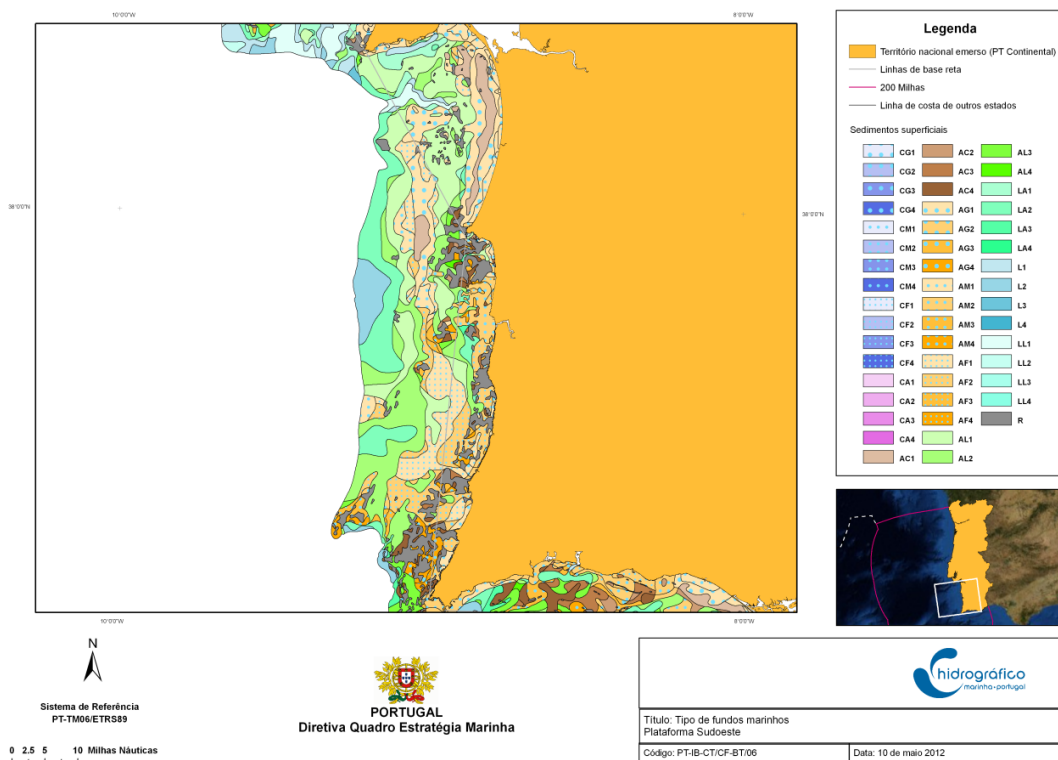 10°0'0"W
8°0'0"W
38°0'0"N
38°0'0"N
10°0'0"W
8°0'0"W
Legenda
Território nacional emerso (PT Continental)
Linhas de base reta
200 Milhas
Linha de costa de outros estados
Sedimentos superficiais
CG1 AC2 AL3
CG2 AC3 AL4
CG3 AC4 LA1
CG4 AG1 LA2
CM1 AG2 LA3
CM2 AG3 LA4
CM3 AG4 L1
CM4 AM1 L2
CF1 AM2 L3
CF2 AM3 L4
CF3 AM4 LL1
CF4 AF1 LL2
CA1 AF2 LL3
CA2 AF3 LL4
CA3 AF4 R
CA4 AL1
AC1 AL2
N
Sistema de Referência
PT-TM06/ETRS89
0 2.5 5 10 Milhas Náuticas
PORTUGAL
Diretiva Quadro Estratégia Marinha
hidrográfico
marinha-portugal
Título: Tipo de fundos marinhos
Plataforma Sudoeste
Código: PT-IB-CT/CF-BT/06
Data: 10 de maio 2012